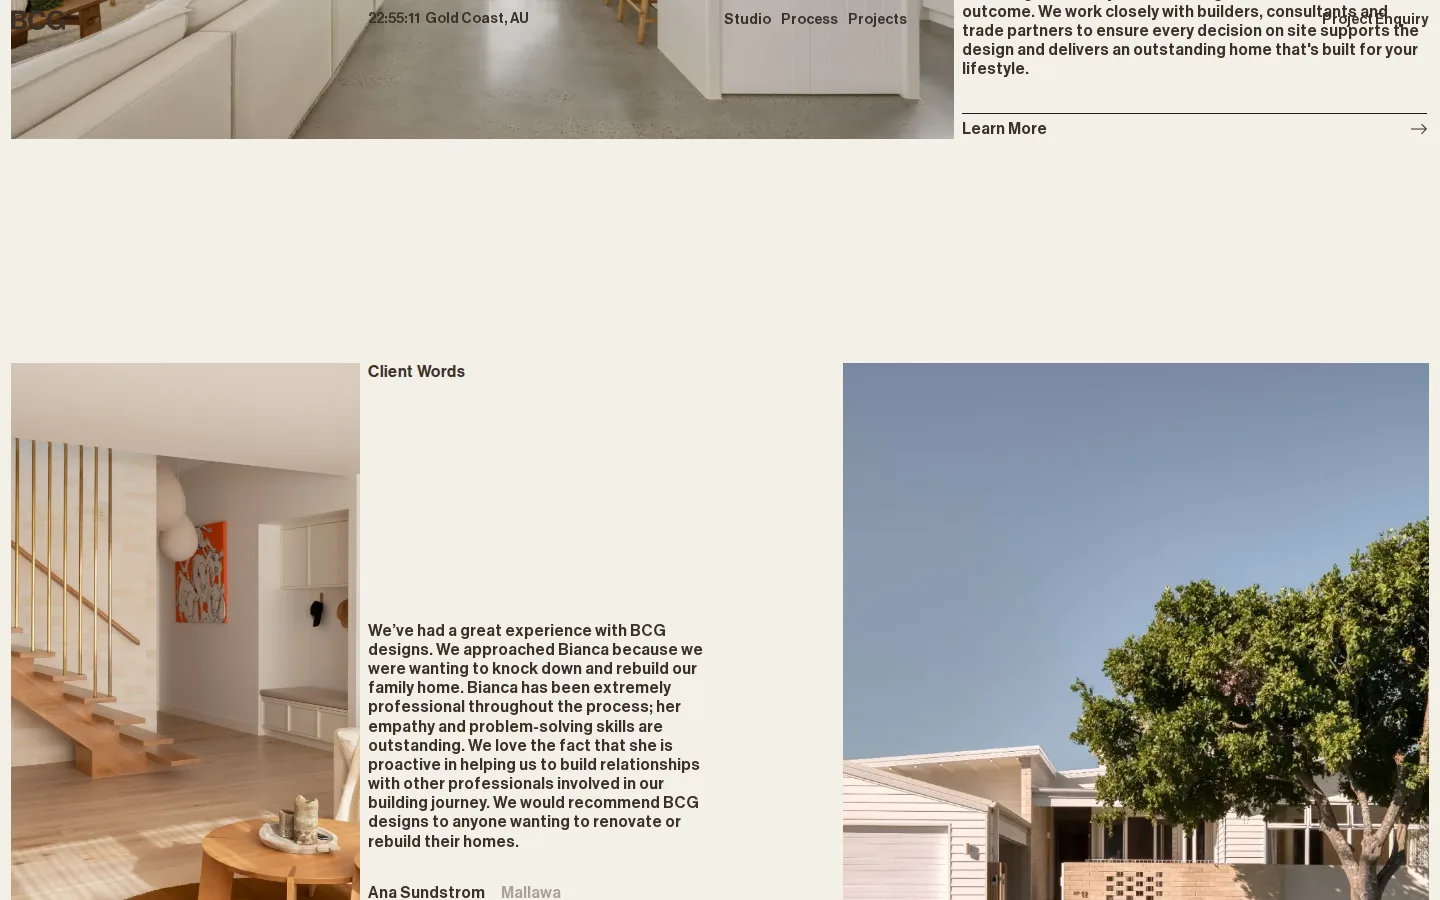 BCG
22:55:11 Gold Coast, AU
Studio Process Projects
Project Enquiry
outcome. We work closely with builders, consultants and
trade partners to ensure every decision on site supports the
design and delivers an outstanding home that's built for your
lifestyle.
Learn More
Client Words
We’ve had a great experience with BCG
designs. We approached Bianca because we
were wanting to knock down and rebuild our
family home. Bianca has been extremely
professional throughout the process; her
empathy and problem-solving skills are
outstanding. We love the fact that she is
proactive in helping us to build relationships
with other professionals involved in our
building journey. We would recommend BCG
designs to anyone wanting to renovate or
rebuild their homes.
Ana Sundstrom Mallawa